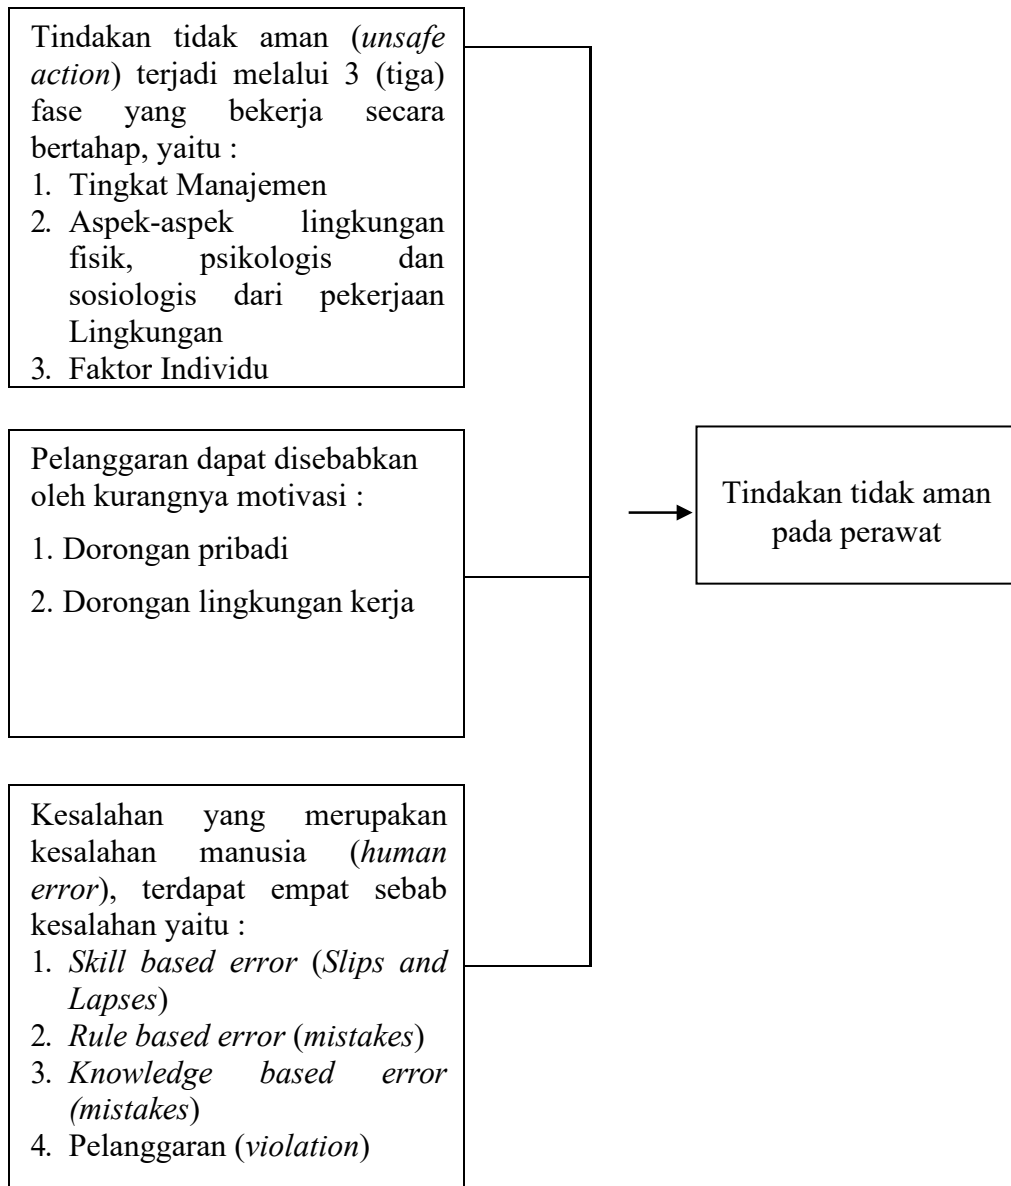 Tindakan tidak aman (unsafe
action) terjadi melalui 3 (tiga)
fase yang bekerja secara
bertahap, yaitu :
1. Tingkat Manajemen
2. Aspek-aspek lingkungan
fisik, psikologis dan
sosiologis dari pekerjaan
Lingkungan
3. Faktor Individu
Pelanggaran dapat disebabkan
oleh kurangnya motivasi :
1. Dorongan pribadi
2. Dorongan lingkungan kerja
Tindakan tidak aman
pada perawat
Kesalahan yang merupakan
kesalahan manusia (human
error), terdapat empat sebab
kesalahan yaitu :
1. Skill based error (Slips and
Lapses)
2. Rule based error (mistakes)
3. Knowledge based error
(mistakes)
4. Pelanggaran (violation)